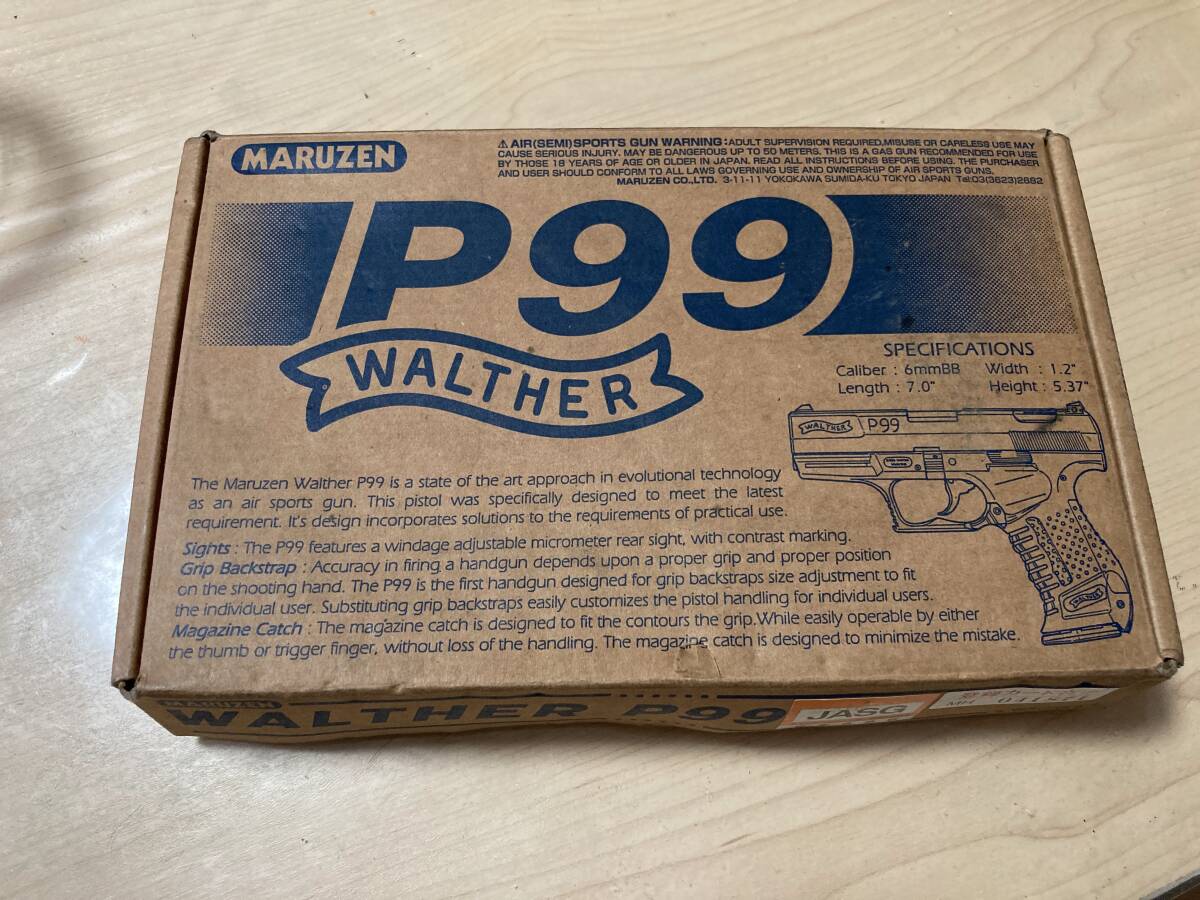 MARUZEN
⚠ AIR(SEMI)SPORTS GUN WARNING:ADULT SUPERVISION REQUIRED.MISUSE OR CARELESS USE MAY
CAUSE SERIOUS INJURY. MAY BE DANGEROUS UP TO 50 METERS. THIS IS A GAS GUN RECOMMENDED FOR USE
BY THOSE 18 YEARS OF AGE OR OLDER IN JAPAN. READ ALL INSTRUCTIONS BEFORE USING. THE PURCHASER
AND USER SHOULD CONFORM TO ALL LAWS GOVERNING USE AND OWNERSHIP OF AIR SPORTS GUNS.
MARUZEN CO.,LTD. 3-11-11 YOKOKAWA SUMIDA-KU TOKYO JAPAN Tel:03(3623)2882
P99
WALTHER
SPECIFICATIONS
Caliber : 6mmBB Width : 1.2"
Length : 7.0" Height : 5.37"
WALTHER P99
WALTHER
The Maruzen Walther P99 is a state of the art approach in evolutional technology
as an air sports gun. This pistol was specifically designed to meet the latest
requirement. It's design incorporates solutions to the requirements of practical use.
Sights : The P99 features a windage adjustable micrometer rear sight, with contrast marking.
Grip Backstrap : Accuracy in firing a handgun depends upon a proper grip and proper position
on the shooting hand. The P99 is the first handgun designed for grip backstraps size adjustment to fit
the individual user. Substituting grip backstraps easily customizes the pistol handling for individual users.
Magazine Catch : The magazine catch is designed to fit the contours the grip.While easily operable by either
the thumb or trigger finger, without loss of the handling. The magazine catch is designed to minimize the mistake.
MARUZEN
WALTHER P99
JASG
MH